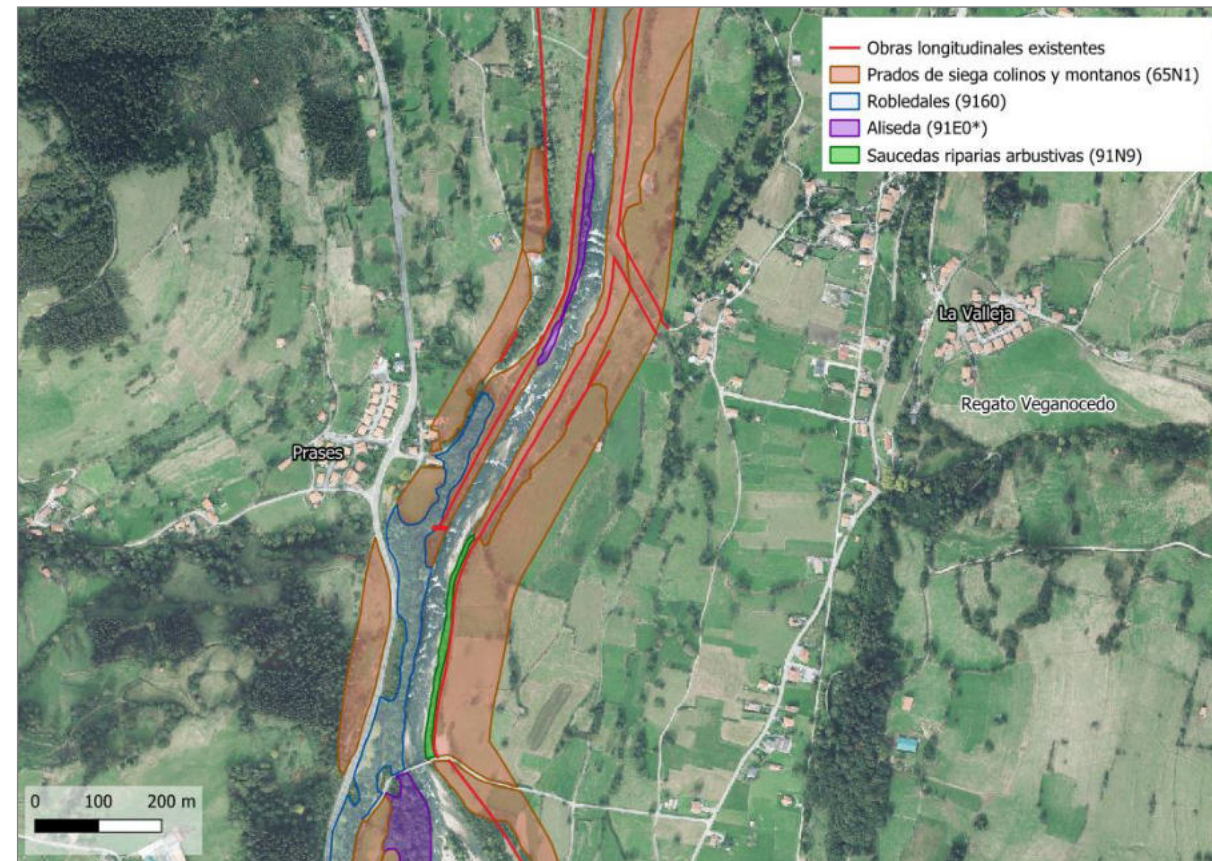 Obras longitudinales existentes
Prados de siega colinos y montanos (65N1)
Robledales (9160)
Aliseda (91E0*)
Saucedas riparias arbustivas (91N9)
La Valleja
Regato Veganocedo
Prases
0 100 200 m